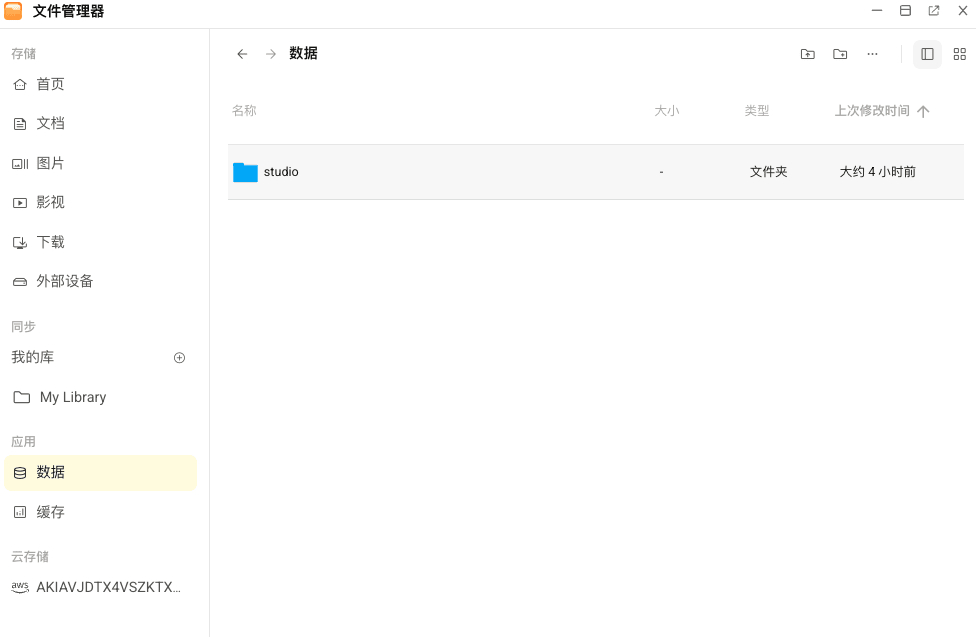 文件管理器
存储
首页
文档
图片
影视
下载
外部设备
同步
我的库
My Library
应用
数据
缓存
云存储
aws AKIAVJDTX4VSZKTX...
数据
名称 大小 类型 上次修改时间
studio - 文件夹 大约 4 小时前